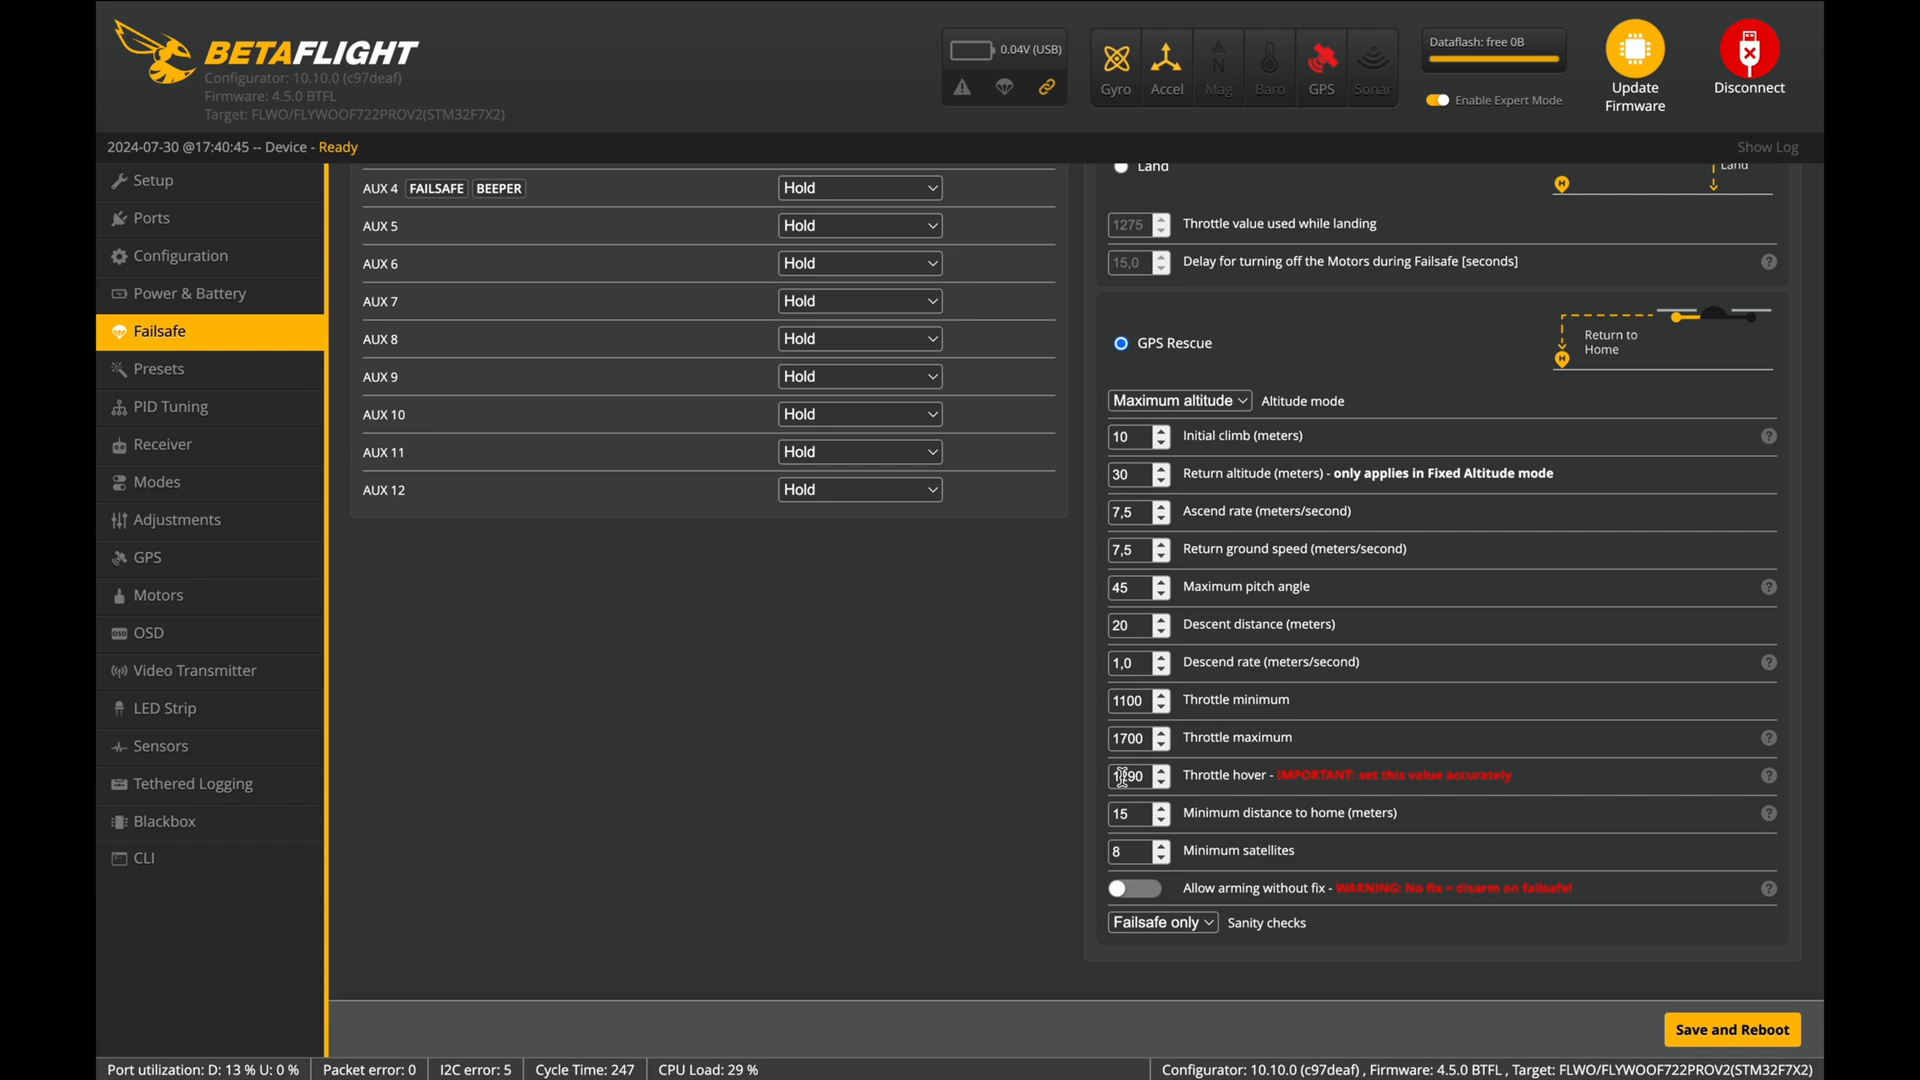 BETAFLIGHT
Configurator: 10.10.0 (c97deaf)
Firmware: 4.5.0 BTFL
Target: FLWO/FLYWOOF722PROV2(STM32F7X2)
0.04V (USB)
Gyro
Accel
Mag
Baro
GPS
Sonar
Dataflash: free 0B
Enable Expert Mode
Update
Firmware
Disconnect
2024-07-30 @17:40:45 -- Device - Ready
Show Log
Setup
Ports
Configuration
Power & Battery
Failsafe
Presets
PID Tuning
Receiver
Modes
Adjustments
GPS
Motors
OSD
Video Transmitter
LED Strip
Sensors
Tethered Logging
Blackbox
CLI
AUX 4 FAILSAFE BEEPER Hold
AUX 5 Hold
AUX 6 Hold
AUX 7 Hold
AUX 8 Hold
AUX 9 Hold
AUX 10 Hold
AUX 11 Hold
AUX 12 Hold
Land
Land
1275 Throttle value used while landing
15,0 Delay for turning off the Motors during Failsafe [seconds]
GPS Rescue
Return to
Home
Maximum altitude Altitude mode
10 Initial climb (meters)
30 Return altitude (meters) - only applies in Fixed Altitude mode
7,5 Ascend rate (meters/second)
7,5 Return ground speed (meters/second)
45 Maximum pitch angle
20 Descent distance (meters)
1,0 Descend rate (meters/second)
1100 Throttle minimum
1700 Throttle maximum
Throttle hover - IMPORTANT: set this value accurately
15 Minimum distance to home (meters)
8 Minimum satellites
Allow arming without fix - WARNING: No fix = disarm on failsafe!
Failsafe only Sanity checks
Save and Reboot
Port utilization: D: 13 % U: 0 %
Packet error: 0
I2C error: 5
Cycle Time: 247
CPU Load: 29 %
Configurator: 10.10.0 (c97deaf) , Firmware: 4.5.0 BTFL , Target: FLWO/FLYWOOF722PROV2(STM32F7X2)